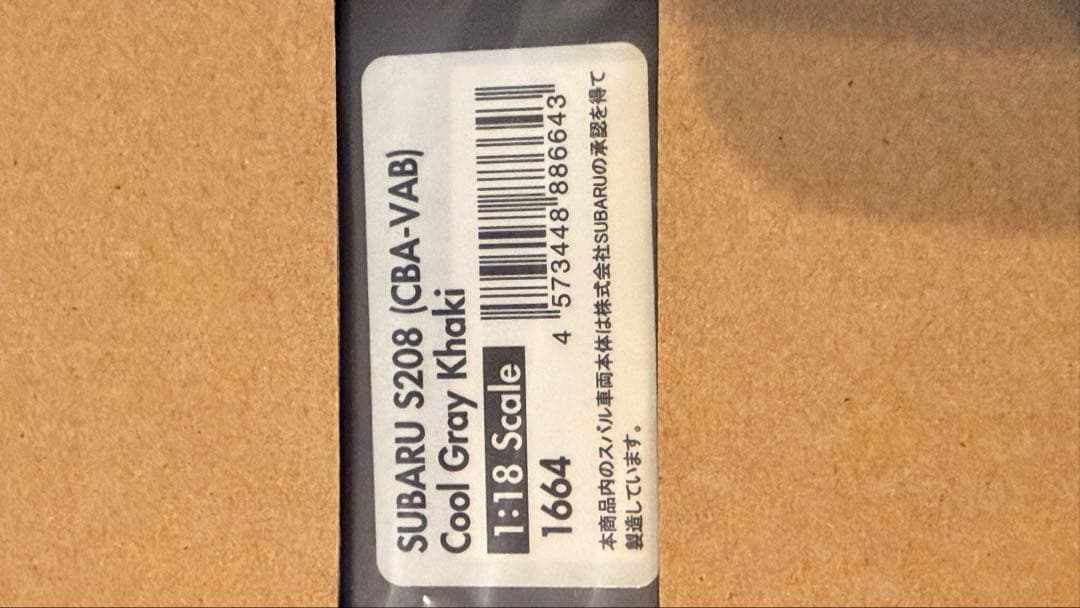 SUBARU S208 (CBA-VAB)
Cool Gray Khaki
1:18 Scale
1664
4 573448 886643
本商品内のスバル車両本体は株式会社SUBARUの承認を得て
製造しています。